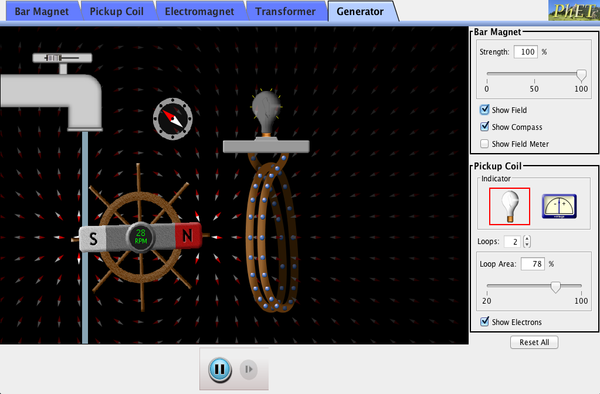 Bar Magnet Pickup Coil Electromagnet Transformer Generator
PhET
Bar Magnet
Strength: 100 %
0 50 100
Show Field
Show Compass
Show Field Meter
S 28 N
RPM
Pickup Coil
Indicator
Loops: 2
Loop Area: 78 %
20 100
Show Electrons
Reset All